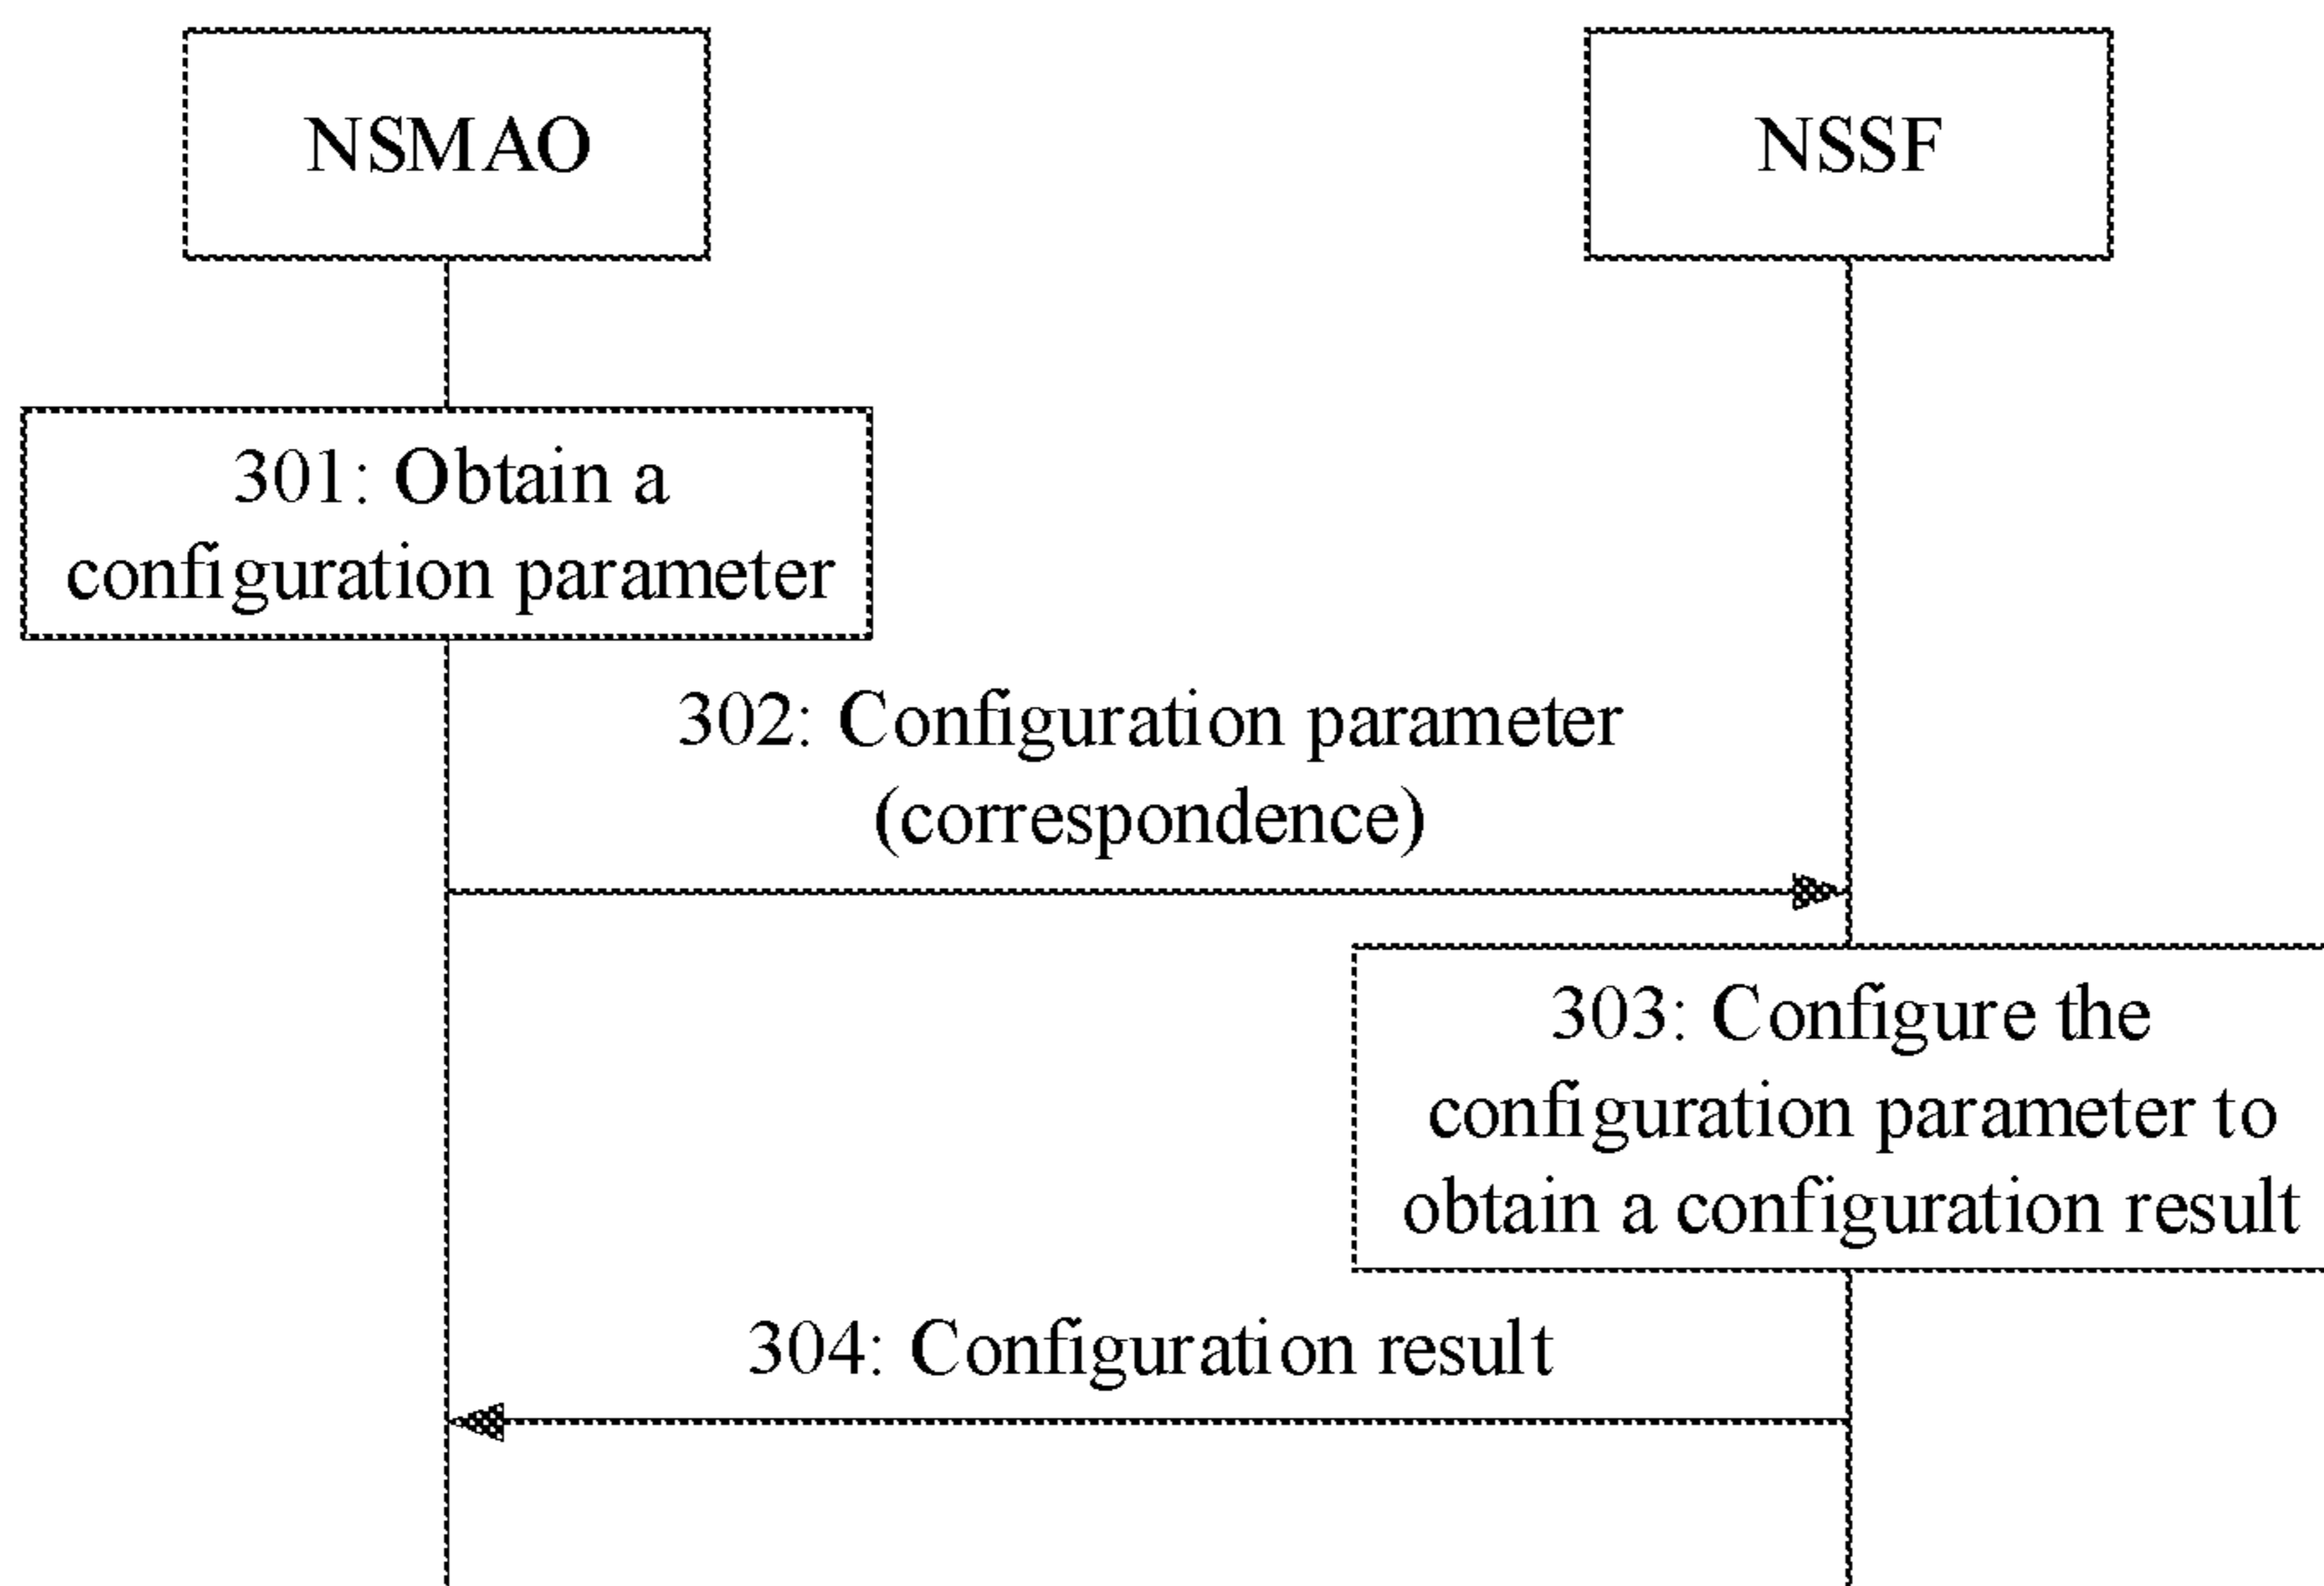 NSMAO
NSSF
301: Obtain a
configuration parameter
302: Configuration parameter
(correspondence)
303: Configure the
configuration parameter to
obtain a configuration result
304: Configuration result